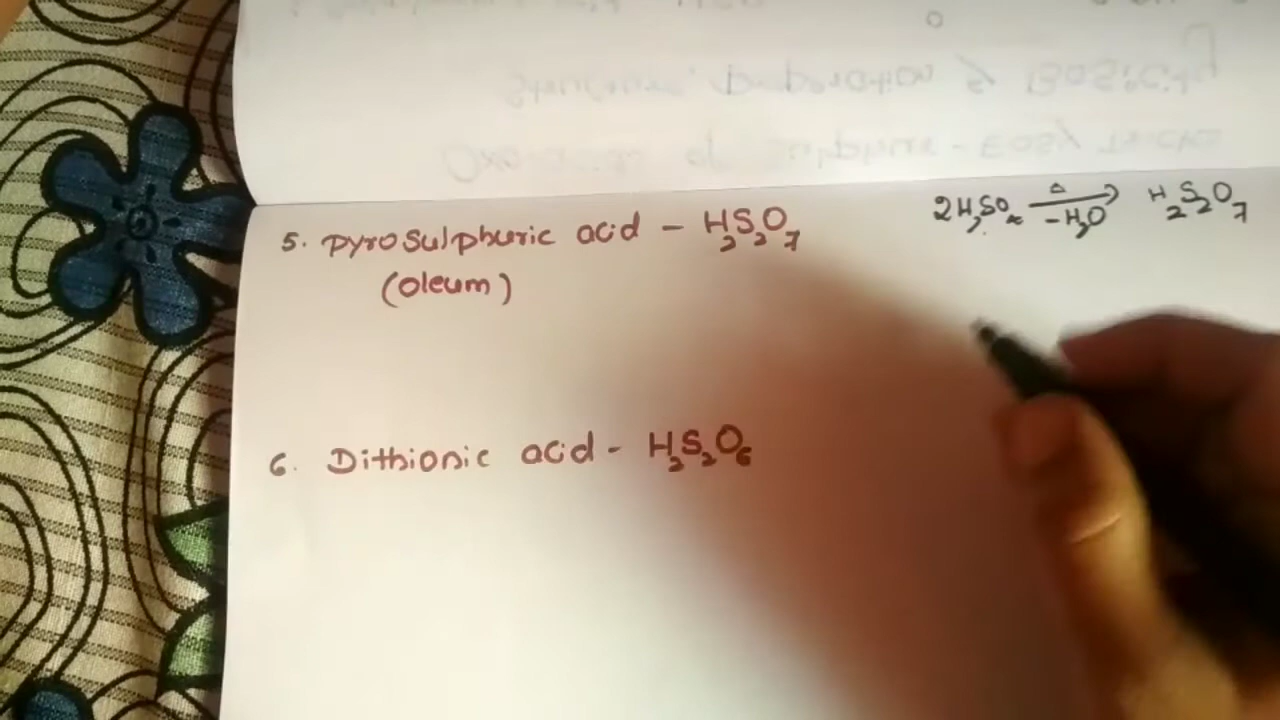 5. Pyrosulphuric acid - H₂S₂O₇
2H₂SO₄ △→ -H₂O H₂S₂O₇
(Oleum)
6. Dithionic acid - H₂S₂O₆